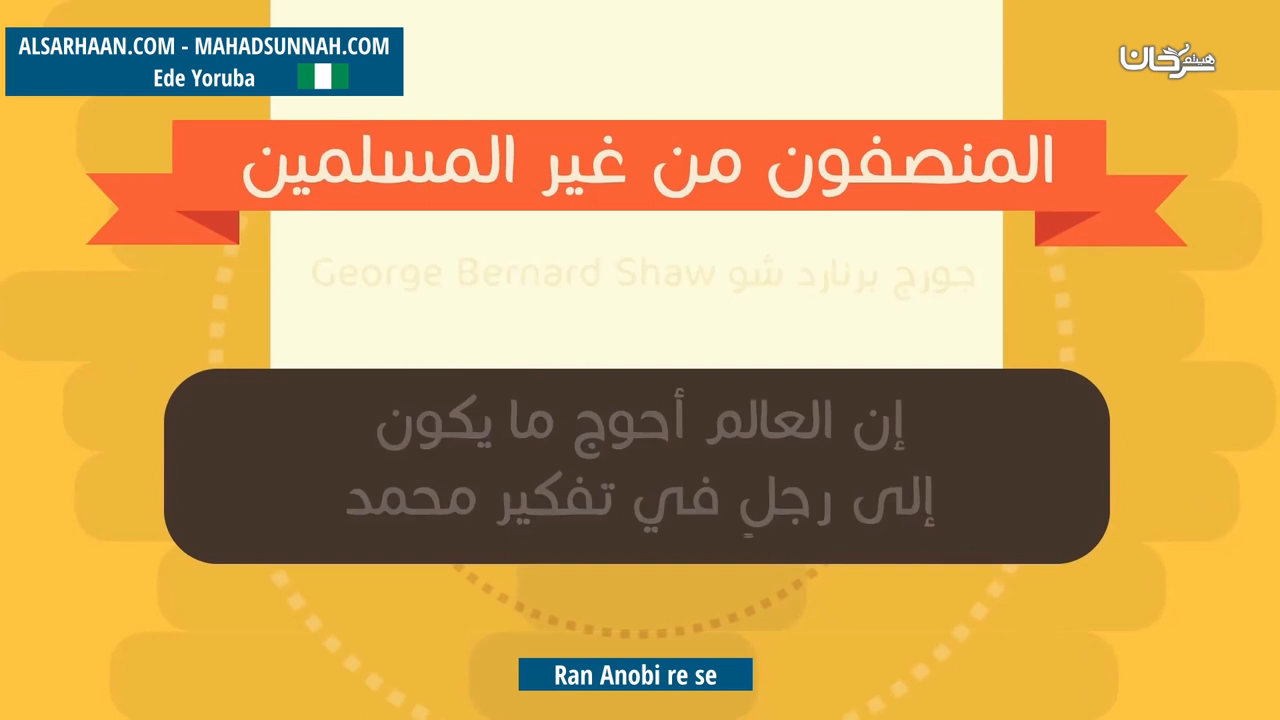 ALSARHAAN.COM - MAHADSUNNAH.COM
Ede Yoruba
هيثم سرحان
المنصفون من غير المسلمين
جورج برنارد شو George Bernard Shaw
إن العالم أحوج ما يكون
إلى رجلٍ في تفكير محمد
Ran Anobi re se